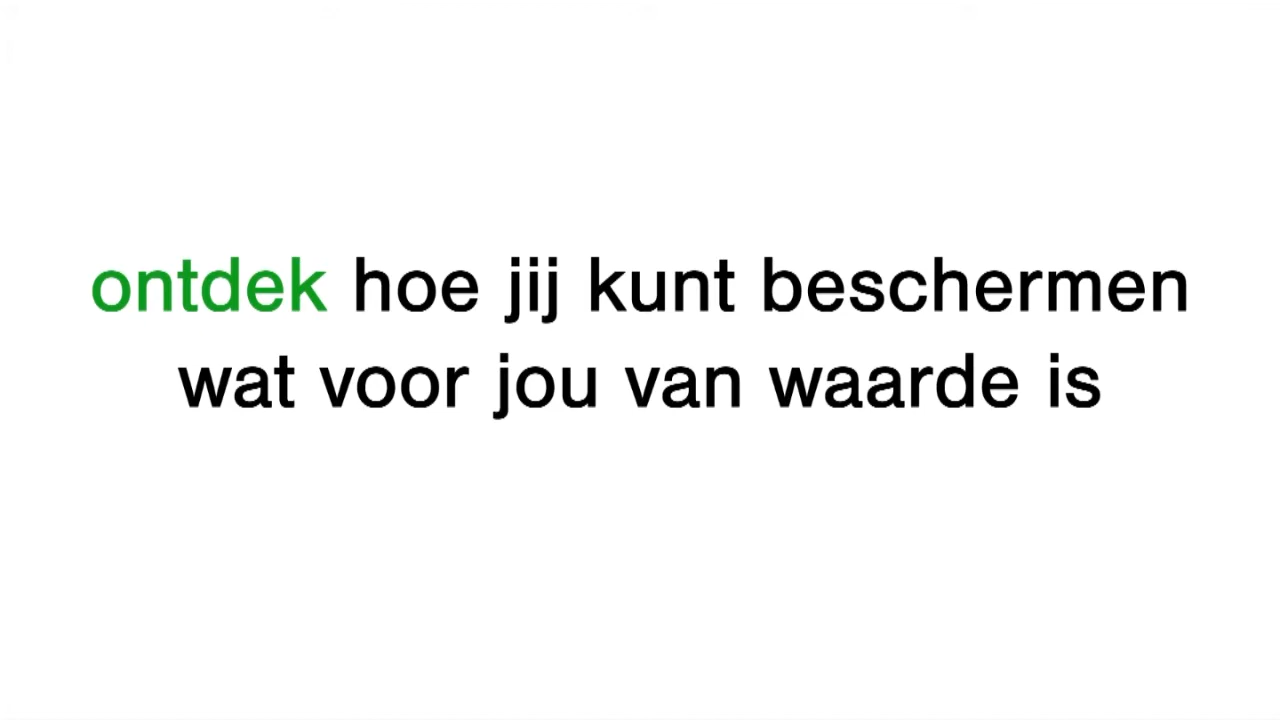 ontdek hoe jij kunt beschermen
wat voor jou van waarde is